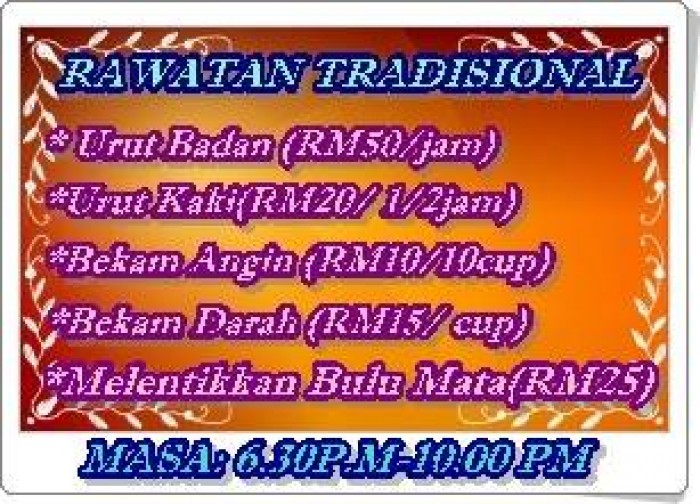 RAWATAN TRADISIONAL
* Urut Badan (RM50/jam)
*Urut Kaki(RM20/ 1/2jam)
*Bekam Angin (RM10/10cup)
*Bekam Darah (RM15/ cup)
*Melentikkan Bulu Mata(RM25)
MASA: 6.30P.M-10.00 PM